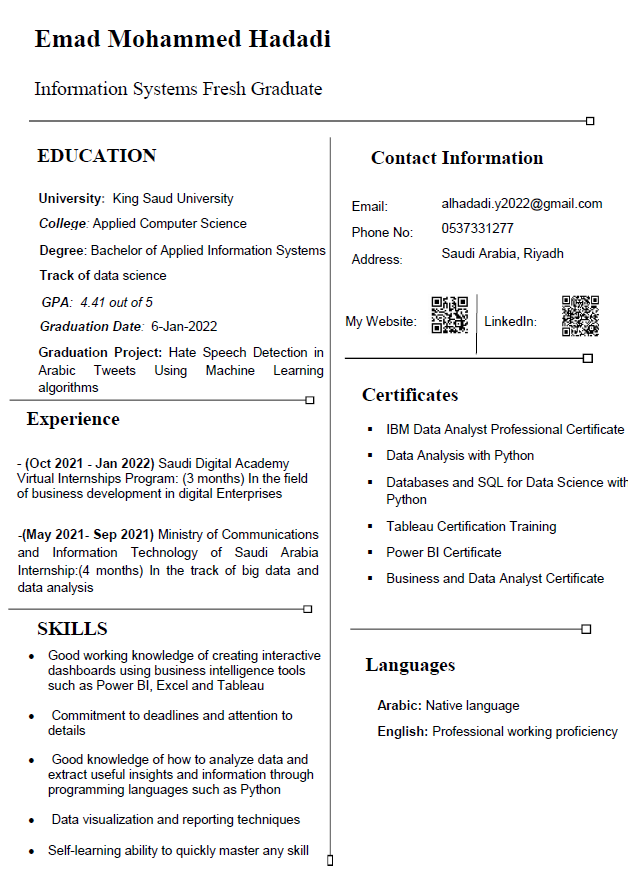 Emad Mohammed Hadadi
Information Systems Fresh Graduate
EDUCATION
University: King Saud University
College: Applied Computer Science
Degree: Bachelor of Applied Information Systems
Track of data science
GPA: 4.41 out of 5
Graduation Date: 6-Jan-2022
Graduation Project: Hate Speech Detection in
Arabic Tweets Using Machine Learning
algorithms
Experience
- (Oct 2021 - Jan 2022) Saudi Digital Academy
Virtual Internships Program: (3 months) In the field
of business development in digital Enterprises
-(May 2021- Sep 2021) Ministry of Communications
and Information Technology of Saudi Arabia
Internship:(4 months) In the track of big data and
data analysis
SKILLS
• Good working knowledge of creating interactive
dashboards using business intelligence tools
such as Power BI, Excel and Tableau
• Commitment to deadlines and attention to
details
• Good knowledge of how to analyze data and
extract useful insights and information through
programming languages such as Python
• Data visualization and reporting techniques
• Self-learning ability to quickly master any skill
Contact Information
Email: alhadadi.y2022@gmail.com
Phone No: 0537331277
Address: Saudi Arabia, Riyadh
My Website: LinkedIn:
Certificates
▪ IBM Data Analyst Professional Certificate
▪ Data Analysis with Python
▪ Databases and SQL for Data Science with
Python
▪ Tableau Certification Training
▪ Power BI Certificate
▪ Business and Data Analyst Certificate
Languages
Arabic: Native language
English: Professional working proficiency